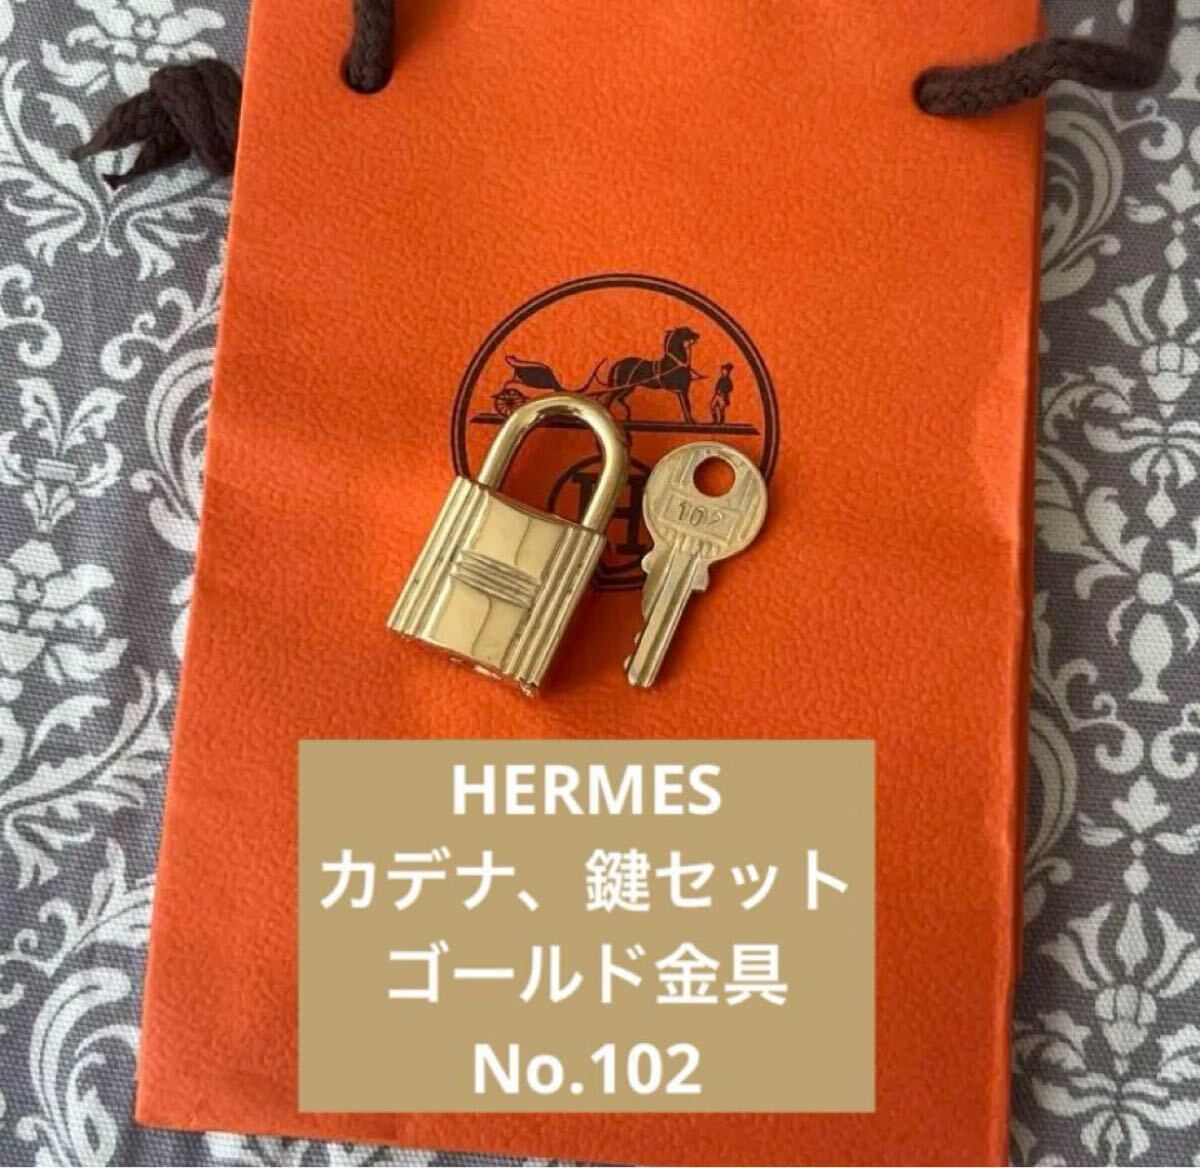 H
102
HERMES
カデナ、鍵セット
ゴールド金具
No.102